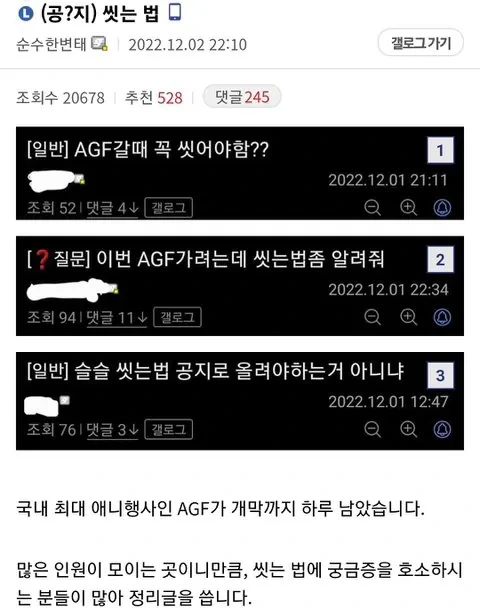 L (공?지) 씻는 법
순수한변태 2022.12.02 22:10 갤로그 가기
조회수 20678 추천 528 댓글 245
[일반] AGF갈때 꼭 씻어야함?? 1
2022.12.01 21:11
조회 52 댓글 4↓ 갤로그
[❓질문] 이번 AGF가려는데 씻는법좀 알려줘 2
2022.12.01 22:34
조회 94 댓글 11↓ 갤로그
[일반] 슬슬 씻는법 공지로 올려야하는거 아니냐 3
2022.12.01 12:47
조회 76 댓글 3↓ 갤로그
국내 최대 애니행사인 AGF가 개막까지 하루 남았습니다.
많은 인원이 모이는 곳이니만큼, 씻는 법에 궁금증을 호소하시
는 분들이 많아 정리글을 씁니다.